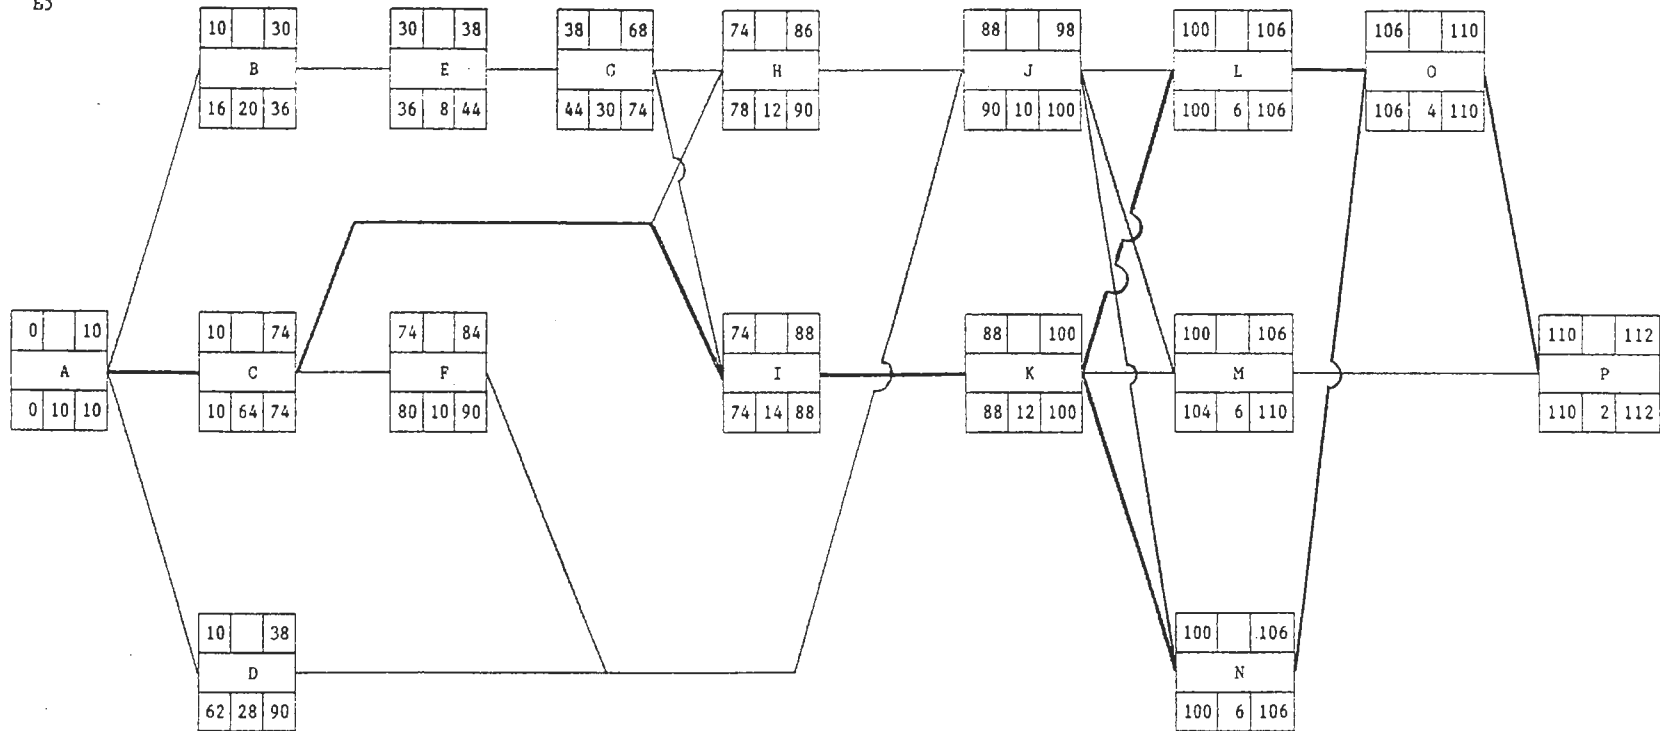 10 30
B
16 20 36
30 38
E
36 8 44
38 68
G
44 30 74
74 86
H
78 12 90
88 98
J
90 10 100
100 106
L
100 6 106
106 110
O
106 4 110
0 10
A
0 10 10
10 74
C
10 64 74
74 84
F
80 10 90
74 88
I
74 14 88
88 100
K
88 12 100
100 106
M
104 6 110
110 112
P
110 2 112
10 38
D
62 28 90
100 106
N
100 6 106